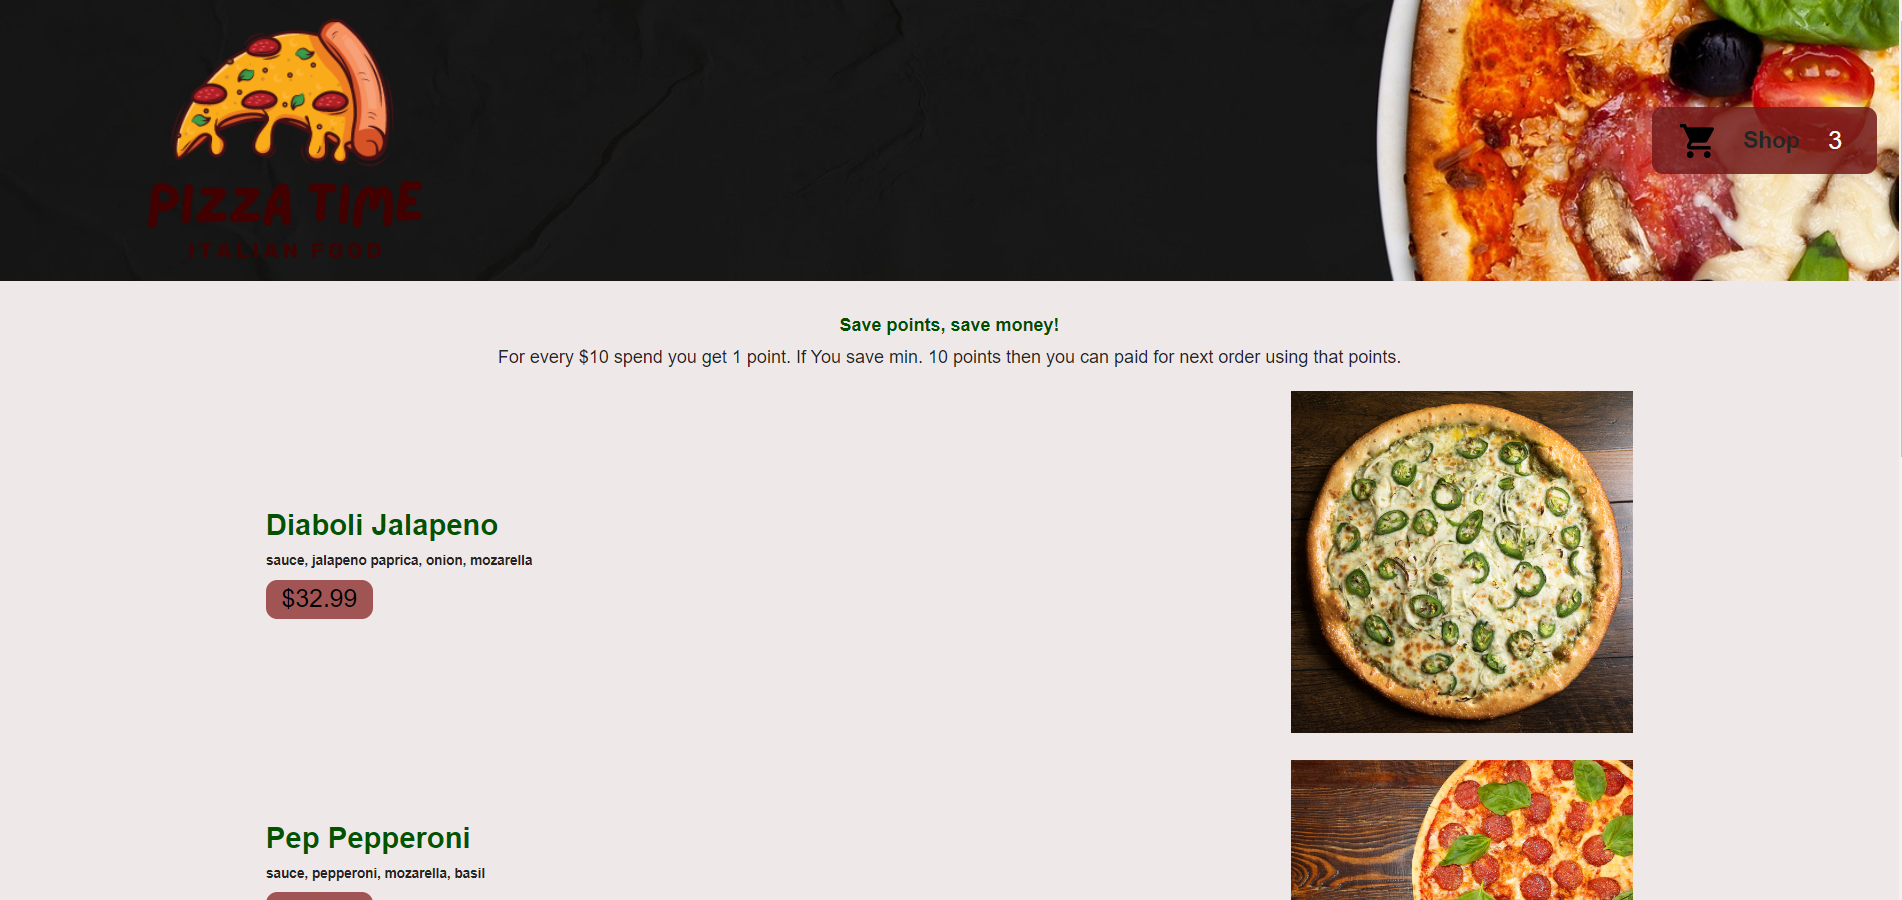 PIZZA TIME
ITALIAN FOOD
Shop 3
Save points, save money!
For every $10 spend you get 1 point. If You save min. 10 points then you can paid for next order using that points.
Diaboli Jalapeno
sauce, jalapeno paprica, onion, mozarella
$32.99
Pep Pepperoni
sauce, pepperoni, mozarella, basil